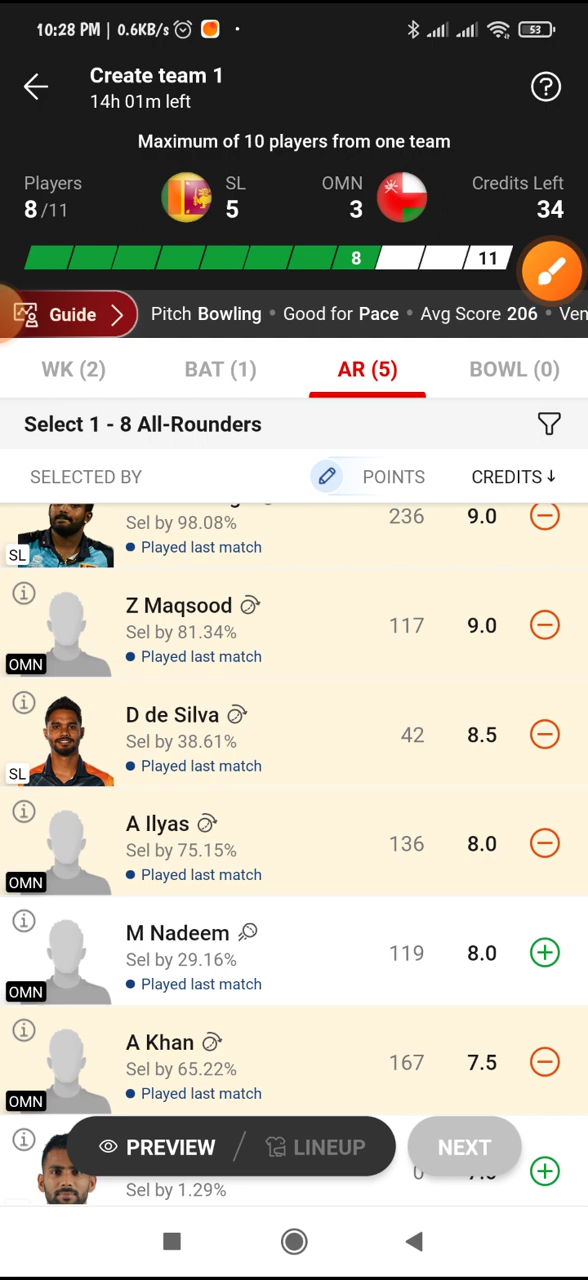 10:28 PM | 0.6KB/s
53
Create team 1
14h 01m left
Maximum of 10 players from one team
Players SL OMN Credits Left
8/11 5 3 34
8 11
Guide Pitch Bowling • Good for Pace • Avg Score 206 • Ven
WK (2) BAT (1) AR (5) BOWL (0)
Select 1 - 8 All-Rounders
SELECTED BY POINTS CREDITS↓
Sel by 98.08% 236 9.0
SL • Played last match
Z Maqsood
Sel by 81.34% 117 9.0
OMN • Played last match
D de Silva
Sel by 38.61% 42 8.5
SL • Played last match
A Ilyas
Sel by 75.15% 136 8.0
OMN • Played last match
M Nadeem
Sel by 29.16% 119 8.0
OMN • Played last match
A Khan
Sel by 65.22% 167 7.5
OMN • Played last match
PREVIEW / LINEUP NEXT
Sel by 1.29%